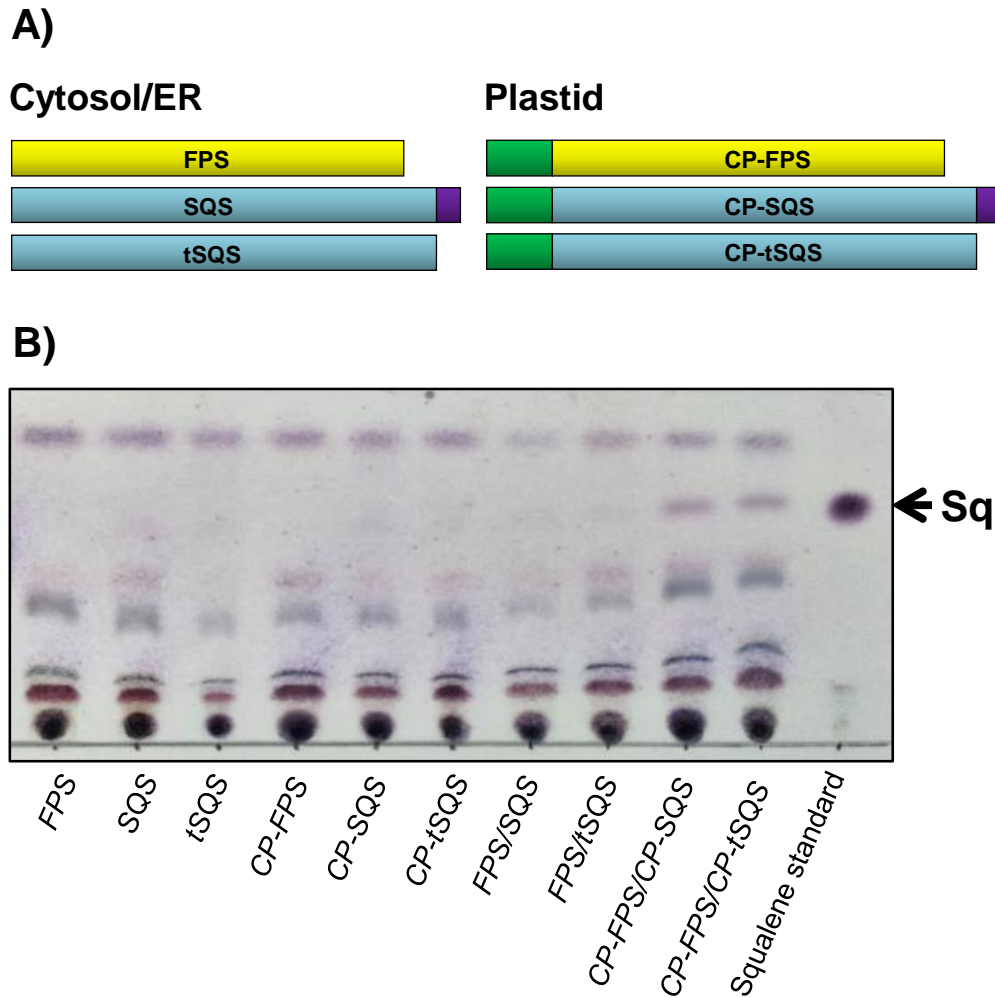 A)
Cytosol/ER
Plastid
FPS
CP-FPS
SQS
CP-SQS
tSQS
CP-tSQS
B)
Sq
FPS
SQS
tSQS
CP-FPS
CP-SQS
CP-tSQS
FPS/SQS
FPS/tSQS
CP-FPS/CP-SQS
CP-FPS/CP-tSQS
Squalene standard